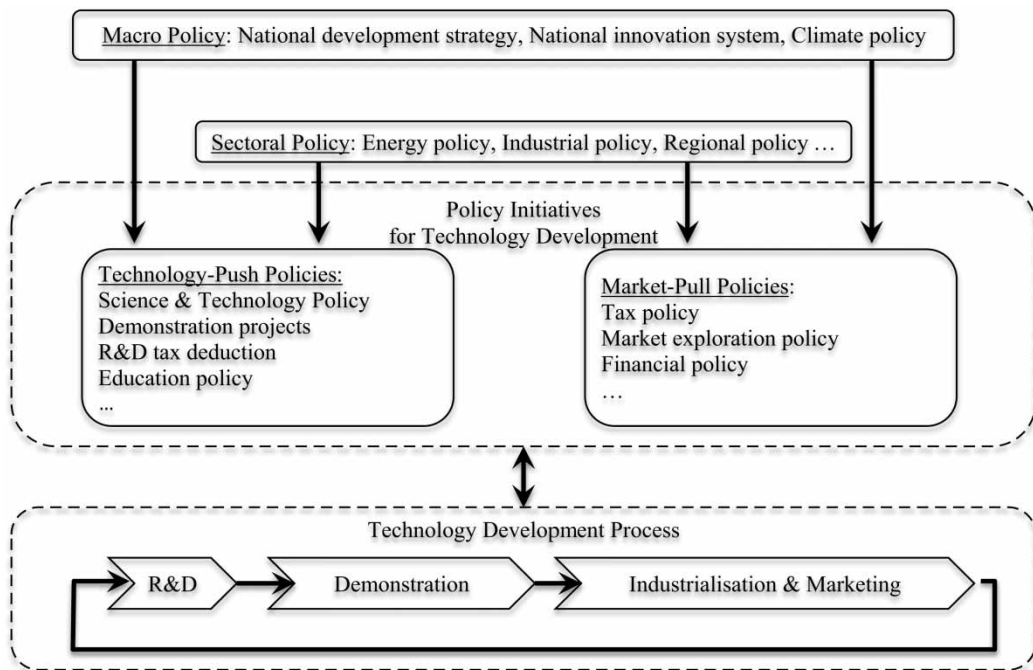 Macro Policy: National development strategy, National innovation system, Climate policy
Sectoral Policy: Energy policy, Industrial policy, Regional policy …
Policy Initiatives
for Technology Development
Technology-Push Policies:
Science & Technology Policy
Demonstration projects
R&D tax deduction
Education policy
...
Market-Pull Policies:
Tax policy
Market exploration policy
Financial policy
…
Technology Development Process
R&D
Demonstration
Industrialisation & Marketing